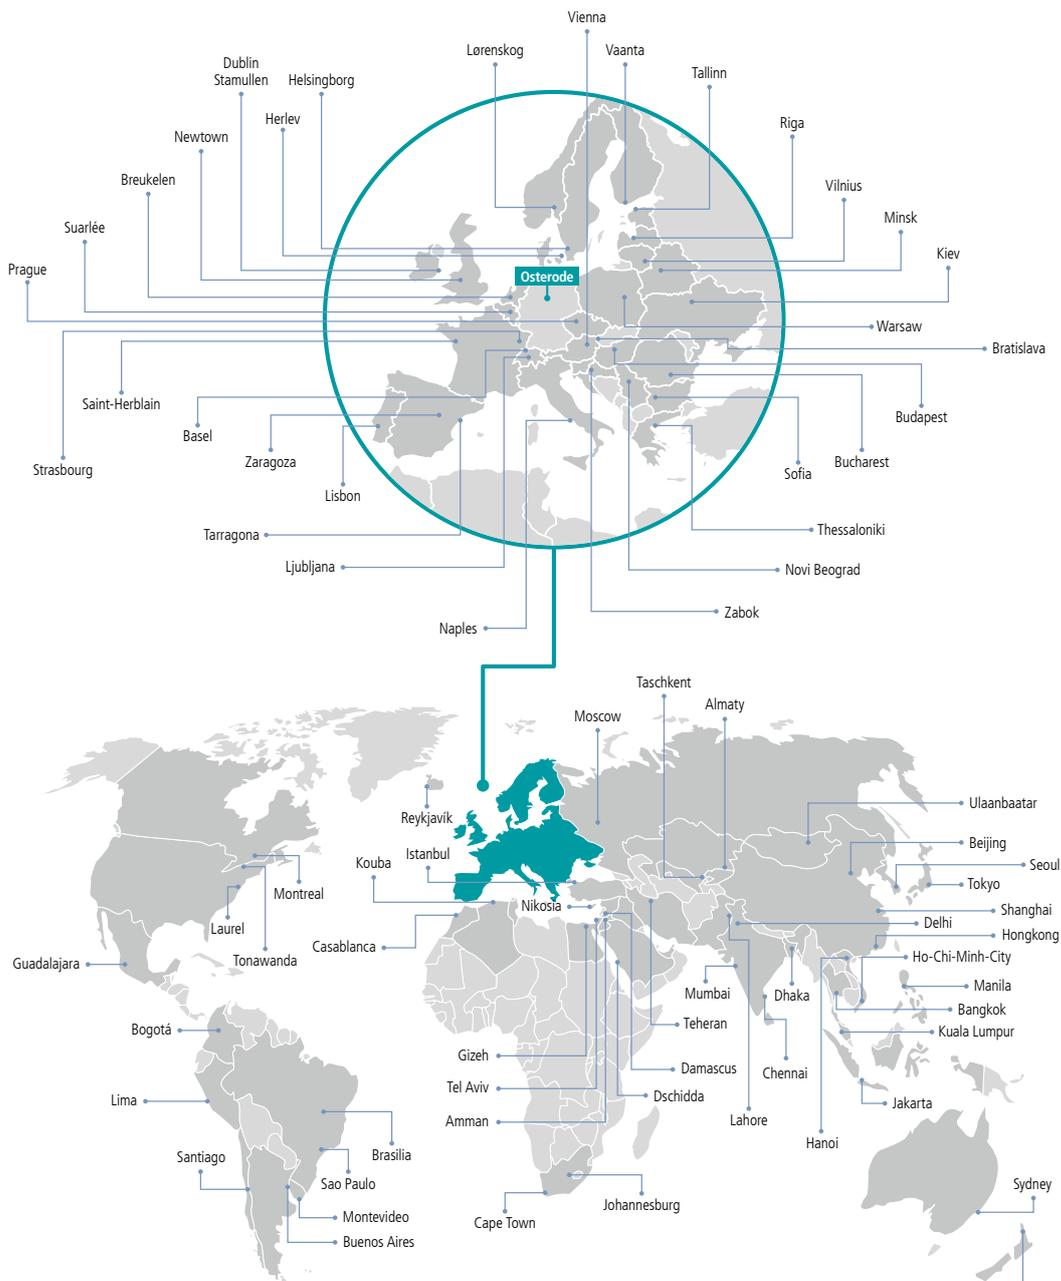 Vienna
Lørenskog
Vaanta
Dublin
Stamullen
Helsingborg
Tallinn
Herlev
Newtown
Riga
Breukelen
Vilnius
Suarlée
Minsk
Prague
Kiev
Osterode
Warsaw
Bratislava
Saint-Herblain
Basel
Budapest
Strasbourg
Zaragoza
Lisbon
Sofia
Bucharest
Tarragona
Thessaloniki
Ljubljana
Novi Beograd
Zabok
Naples
Taschkent
Almaty
Moscow
Reykjavík
Ulaanbaatar
Beijing
Kouba
Istanbul
Seoul
Montreal
Tokyo
Nikosia
Shanghai
Laurel
Delhi
Casablanca
Hongkong
Tonawanda
Guadalajara
Ho-Chi-Minh-City
Mumbai
Dhaka
Manila
Bangkok
Bogotá
Teheran
Kuala Lumpur
Gizeh
Damascus
Chennai
Tel Aviv
Dschidda
Lima
Jakarta
Amman
Lahore
Hanoi
Brasilia
Santiago
Sao Paulo
Sydney
Johannesburg
Montevideo
Cape Town
Buenos Aires